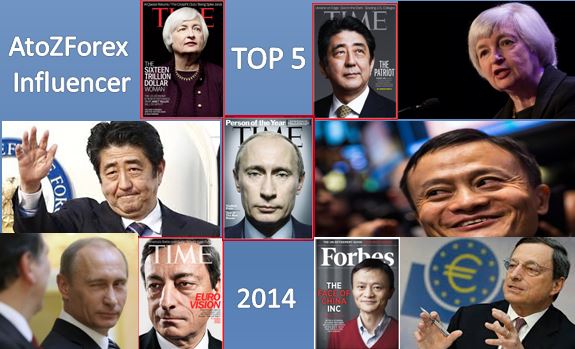 AtoZForex
Influencer
TOP 5
2014
TIME
THE
SIXTEEN
TRILLION
DOLLAR
WOMAN
TIME
THE
PATRIOT
Person of the Year
TIME
TIME
EURO
VISION
Forbes
THE
FACE OF
CHINA
INC